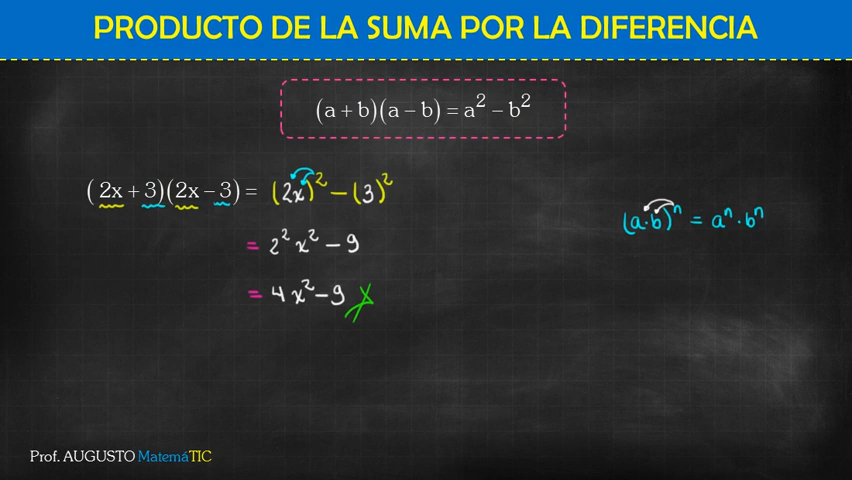 PRODUCTO DE LA SUMA POR LA DIFERENCIA
(a + b)(a − b) = a² − b²
(2x + 3)(2x − 3) = (2x)² − (3)²
(a·b)ⁿ = aⁿ·bⁿ
= 2² x² − 9
= 4x² − 9
Prof. AUGUSTO MatemáTIC